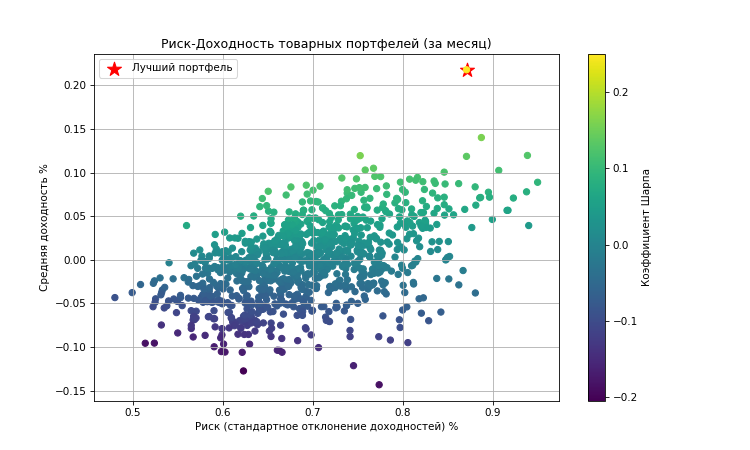 Риск-Доходность товарных портфелей (за месяц)
Лучший портфель
Средняя доходность %
0.20
0.15
0.10
0.05
0.00
−0.05
−0.10
−0.15
0.5 0.6 0.7 0.8 0.9
Риск (стандартное отклонение доходностей) %
0.2
0.1
0.0
−0.1
−0.2
Коэффициент Шарпа